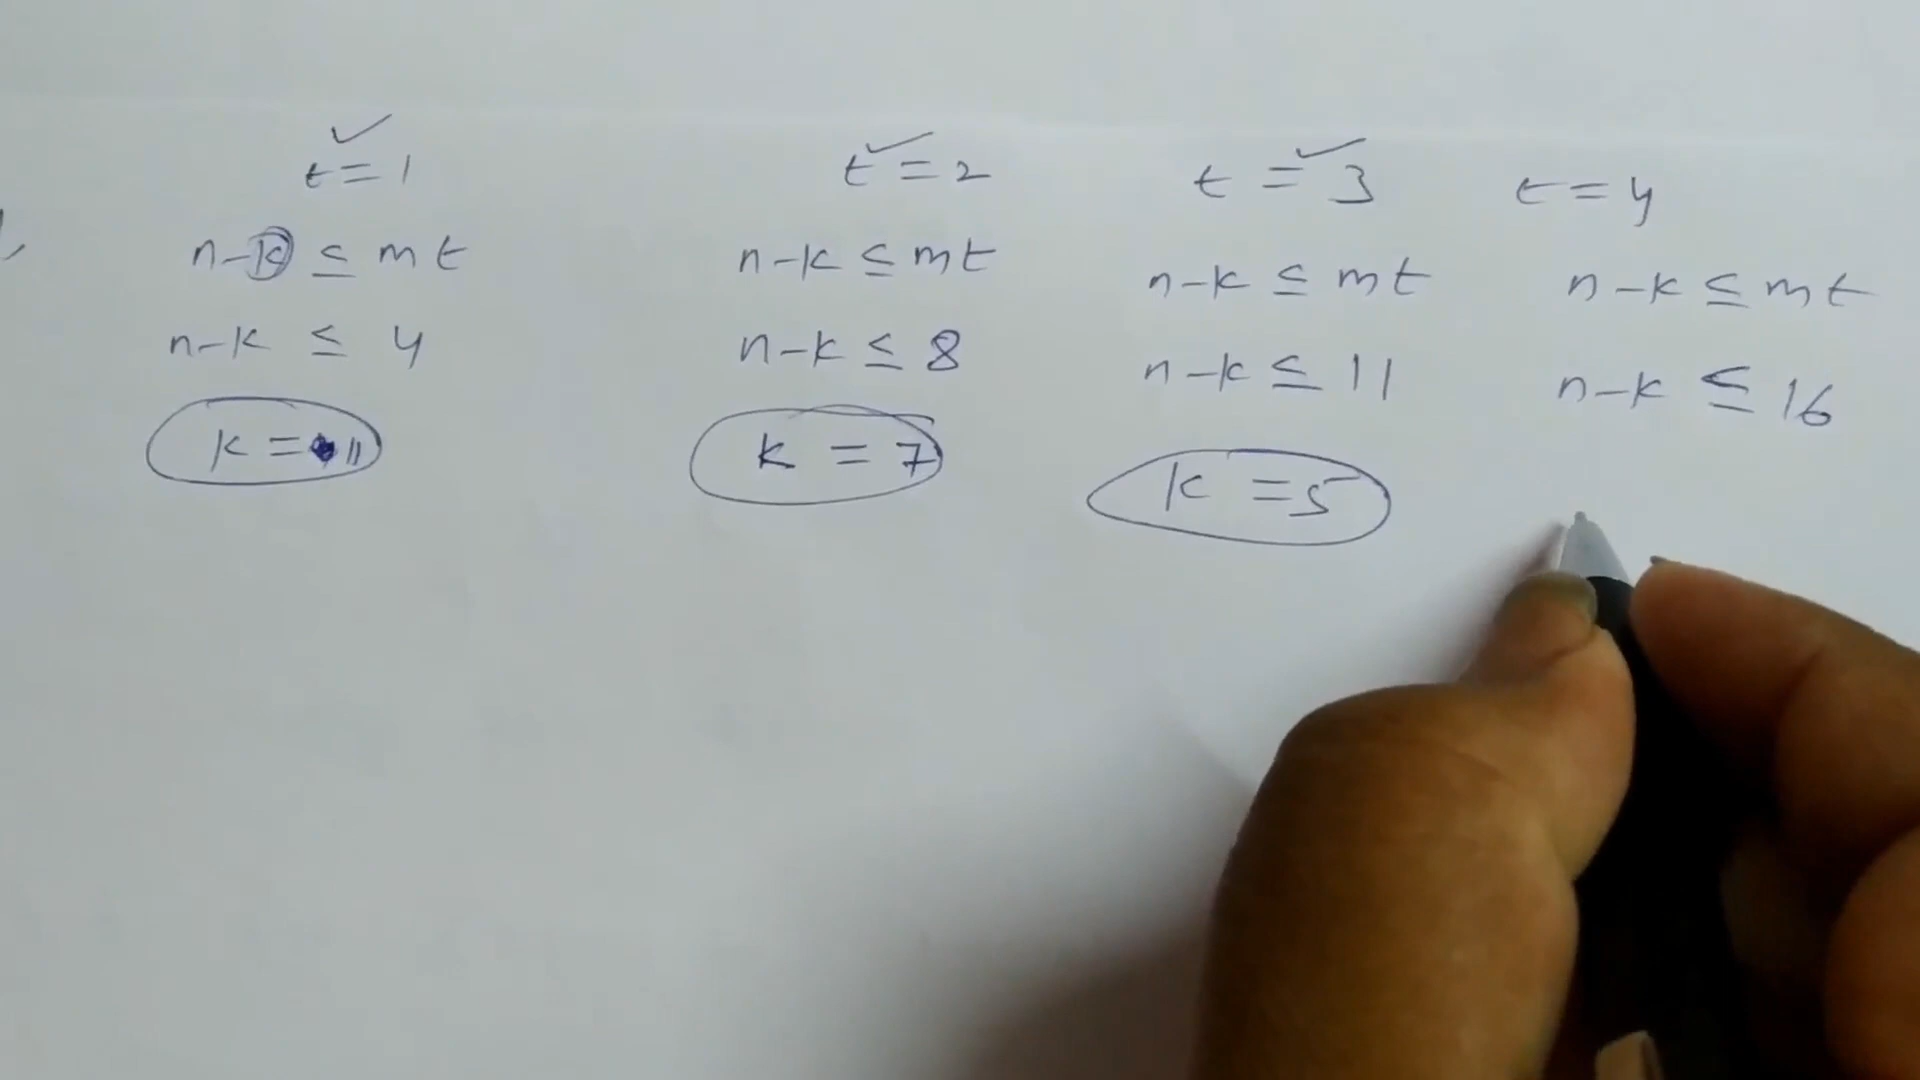 t = 1
n-k ≤ mt
n-k ≤ 4
k = 11
t = 2
n-k ≤ mt
n-k ≤ 8
k = 7
t = 3
n-k ≤ mt
n-k ≤ 11
k = 5
t = 4
n-k ≤ mt
n-k ≤ 16